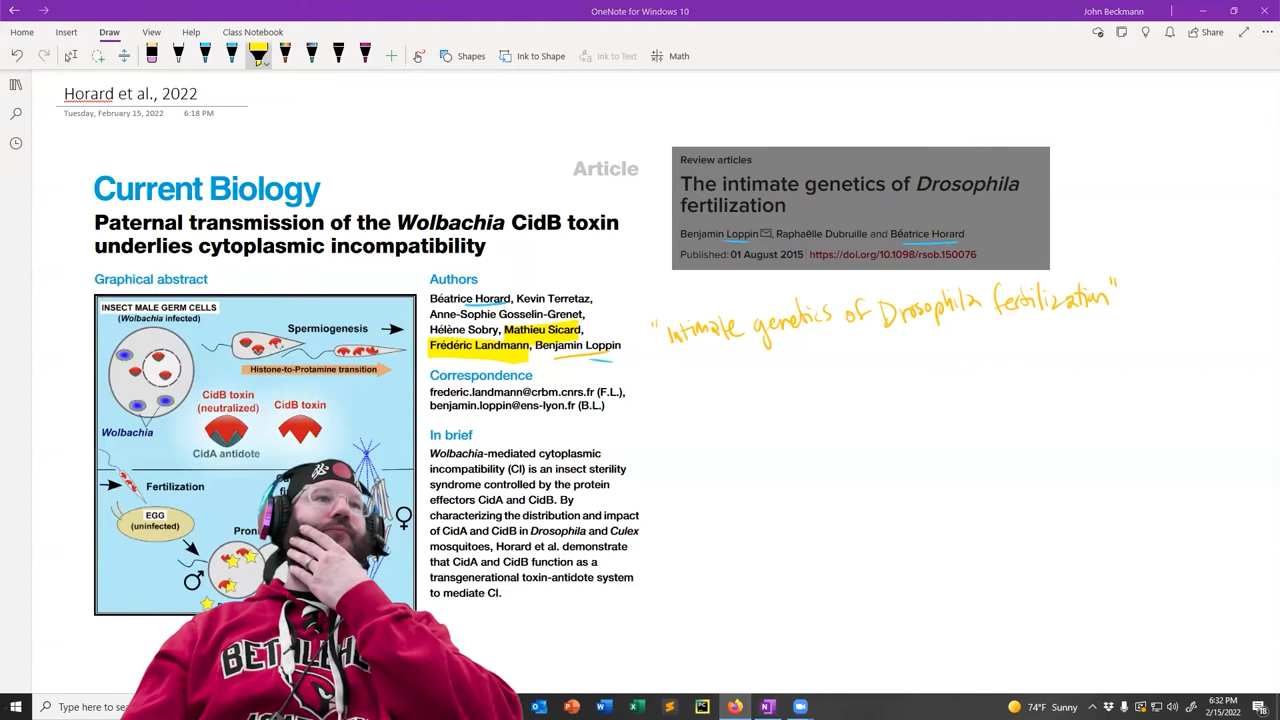 OneNote for Windows 10
John Beckmann
Home Insert Draw View Help Class Notebook
Share
Shapes Ink to Shape Ink to Text Math
Horard et al., 2022
Tuesday, February 15, 2022 6:18 PM
Article
Current Biology
Paternal transmission of the Wolbachia CidB toxin
underlies cytoplasmic incompatibility
Graphical abstract
INSECT MALE GERM CELLS
(Wolbachia infected)
Spermiogenesis
Histone-to-Protamine transition
CidB toxin
(neutralized)
CidB toxin
Wolbachia
CidA antidote
Fertilization
EGG
(uninfected)
♀
♂
Authors
Béatrice Horard, Kevin Terretaz,
Anne-Sophie Gosselin-Grenet,
Hélène Sobry, Mathieu Sicard,
Frédéric Landmann, Benjamin Loppin
Correspondence
frederic.landmann@crbm.cnrs.fr (F.L.),
benjamin.loppin@ens-lyon.fr (B.L.)
In brief
Wolbachia-mediated cytoplasmic
incompatibility (CI) is an insect sterility
syndrome controlled by the protein
effectors CidA and CidB. By
characterizing the distribution and impact
of CidA and CidB in Drosophila and Culex
mosquitoes, Horard et al. demonstrate
that CidA and CidB function as a
transgenerational toxin-antidote system
to mediate CI.
Review articles
The intimate genetics of Drosophila
fertilization
Benjamin Loppin, Raphaëlle Dubruille and Béatrice Horard
Published: 01 August 2015 https://doi.org/10.1098/rsob.150076
"Intimate genetics of Drosophila fertilization"
BETHLEHE
Type here to sea
74°F Sunny
6:32 PM
2/15/2022